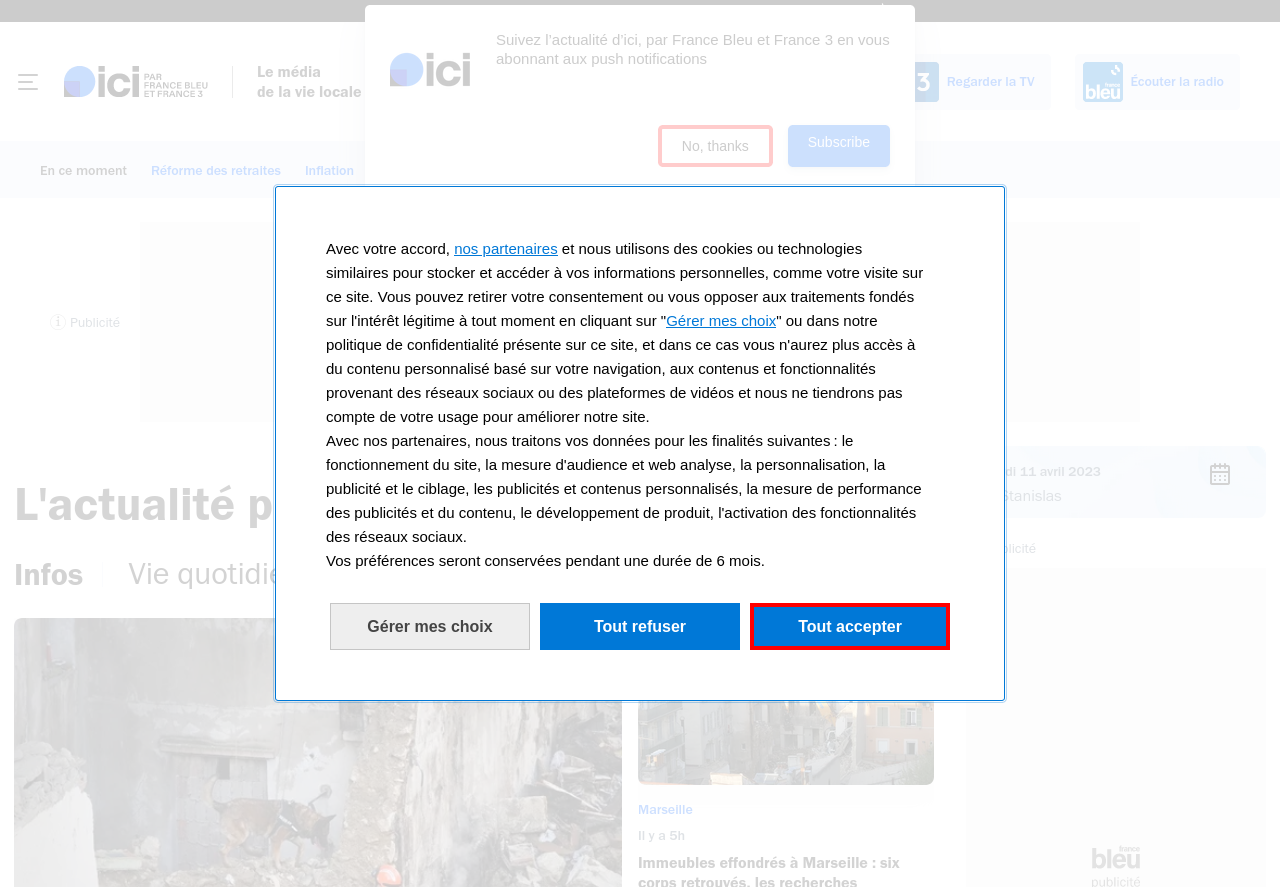 Suivez l'actualité d'ici, par France Bleu et France 3 en vous
abonnant aux push notifications
ici
No, thanks
Subscribe
ici
PAR
FRANCE BLEU
ET FRANCE 3
Le média
de la vie locale
3
Regarder la TV
france
bleu
Écouter la radio
En ce moment
Réforme des retraites
Inflation
Avec votre accord, nos partenaires et nous utilisons des cookies ou technologies
similaires pour stocker et accéder à vos informations personnelles, comme votre visite sur
ce site. Vous pouvez retirer votre consentement ou vous opposer aux traitements fondés
sur l'intérêt légitime à tout moment en cliquant sur "Gérer mes choix" ou dans notre
politique de confidentialité présente sur ce site, et dans ce cas vous n'aurez plus accès à
du contenu personnalisé basé sur votre navigation, aux contenus et fonctionnalités
provenant des réseaux sociaux ou des plateformes de vidéos et nous ne tiendrons pas
compte de votre usage pour améliorer notre site.
Avec nos partenaires, nous traitons vos données pour les finalités suivantes : le
fonctionnement du site, la mesure d'audience et web analyse, la personnalisation, la
publicité et le ciblage, les publicités et contenus personnalisés, la mesure de performance
des publicités et du contenu, le développement de produit, l'activation des fonctionnalités
des réseaux sociaux.
Vos préférences seront conservées pendant une durée de 6 mois.
Gérer mes choix
Tout refuser
Tout accepter
Publicité
L'actualité p
Infos
Vie quotidie
di 11 avril 2023
Stanislas
licité
Marseille
Il y a 5h
Immeubles effondrés à Marseille : six
corps retrouvés, les recherches
france
bleu
publicité